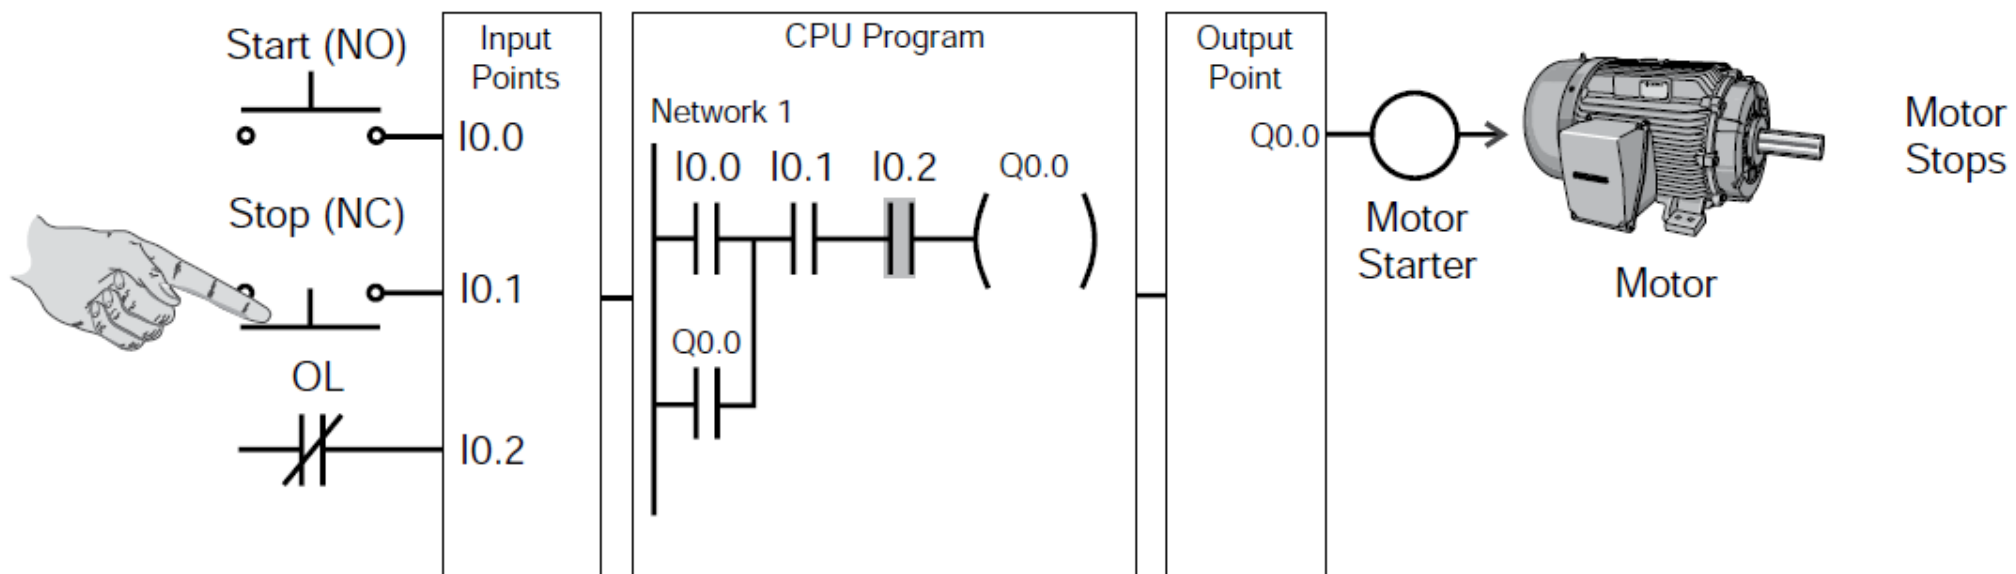 Start (NO)
Input
Points
I0.0
Stop (NC)
I0.1
OL
I0.2
CPU Program
Network 1
I0.0 I0.1 I0.2 Q0.0
Q0.0
Output
Point
Q0.0
Motor
Starter
Motor
Motor
Stops